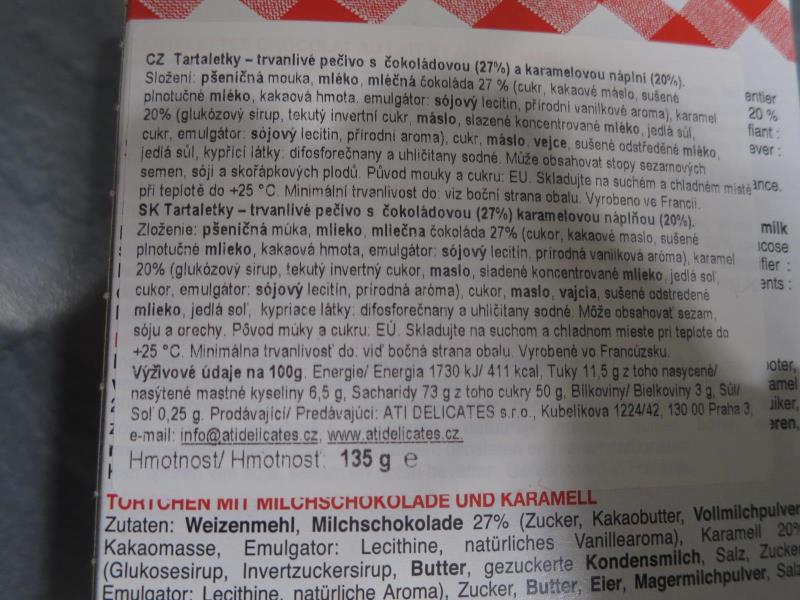 CZ Tartaletky – trvanlivé pečivo s čokoládovou (27%) a karamelovou náplní (20%).
Složení: pšeničná mouka, mléko, mléčná čokoláda 27 % (cukr, kakaové máslo, sušené
plnotučné mléko, kakaová hmota. emulgátor: sójový lecitin, přírodní vanilkové aroma), karamel
20% (glukózový sirup, tekutý invertní cukr, máslo, slazené koncentrované mléko, jedlá sůl,
cukr, emulgátor: sójový lecitin, přírodní aroma), cukr, máslo, vejce, sušené odstředěné mléko,
jedlá sůl, kypřící látky: difosforečnany a uhličitany sodné. Může obsahovat stopy sezamových
semen, sóji a skořápkových plodů. Původ mouky a cukru: EU. Skladujte na suchém a chladném místě
při teplotě do +25 °C. Minimální trvanlivost do: viz boční strana obalu. Vyrobeno ve Francii.
SK Tartaletky – trvanlivé pečivo s čokoládovou (27%) karamelovou náplňou (20%).
Zloženie: pšeničná múka, mlieko, mliečna čokoláda 27% (cukor, kakaové maslo, sušené
plnotučné mlieko, kakaová hmota, emulgátor: sójový lecitín, prírodná vanilková aróma), karamel
20% (glukózový sirup, tekutý invertný cukor, maslo, sladené koncentrované mlieko, jedlá soľ,
cukor, emulgátor: sójový lecitín, prírodná aróma), cukor, maslo, vajcia, sušené odstredené
mlieko, jedlá soľ, kypriace látky: difosforečnany a uhličitany sodné. Môže obsahovať sezam,
sóju a orechy. Pôvod múky a cukru: EÚ. Skladujte na suchom a chladnom mieste pri teplote do
+25 °C. Minimálna trvanlivosť do: viď bočná strana obalu. Vyrobené vo Francúzsku.
Výživové údaje na 100g. Energie/ Energia 1730 kJ/ 411 kcal, Tuky 11,5 g z toho nasycené/
nasýtené mastné kyseliny 6,5 g, Sacharidy 73 g z toho cukry 50 g, Bílkoviny/ Bielkoviny 3 g, Sůl/
Soľ 0,25 g. Prodávající/ Predávajúci: ATI DELICATES s.r.o., Kubelíkova 1224/42, 130 00 Praha 3,
e-mail: info@atidelicates.cz, www.atidelicates.cz.
Hmotnost/ Hmotnosť: 135 g e
TÖRTCHEN MIT MILCHSCHOKOLADE UND KARAMELL
Zutaten: Weizenmehl, Milchschokolade 27% (Zucker, Kakaobutter, Vollmilchpulver
Kakaomasse, Emulgator: Lecithine, natürliches Vanillearoma), Karamell 20%
(Glukosesirup, Invertzuckersirup, Butter, gezuckerte Kondensmilch, Salz, Zucker
Emulgator: Lecithine, natürliche Aroma), Zucker, Butter, Eier, Magermilchpulver, Salz